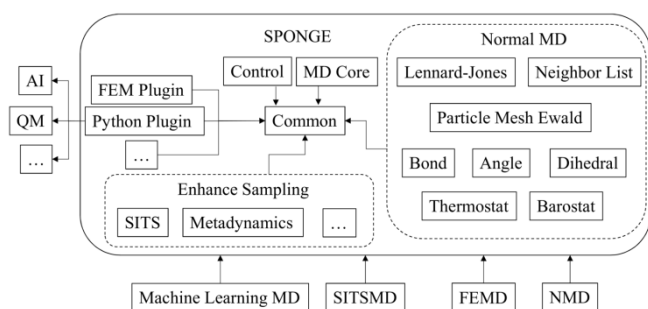 SPONGE
Normal MD
AI
QM
...
FEM Plugin
Python Plugin
...
Control
MD Core
Common
Lennard-Jones
Neighbor List
Particle Mesh Ewald
Bond
Angle
Dihedral
Thermostat
Barostat
Enhance Sampling
SITS
Metadynamics
...
Machine Learning MD
SITSMD
FEMD
NMD